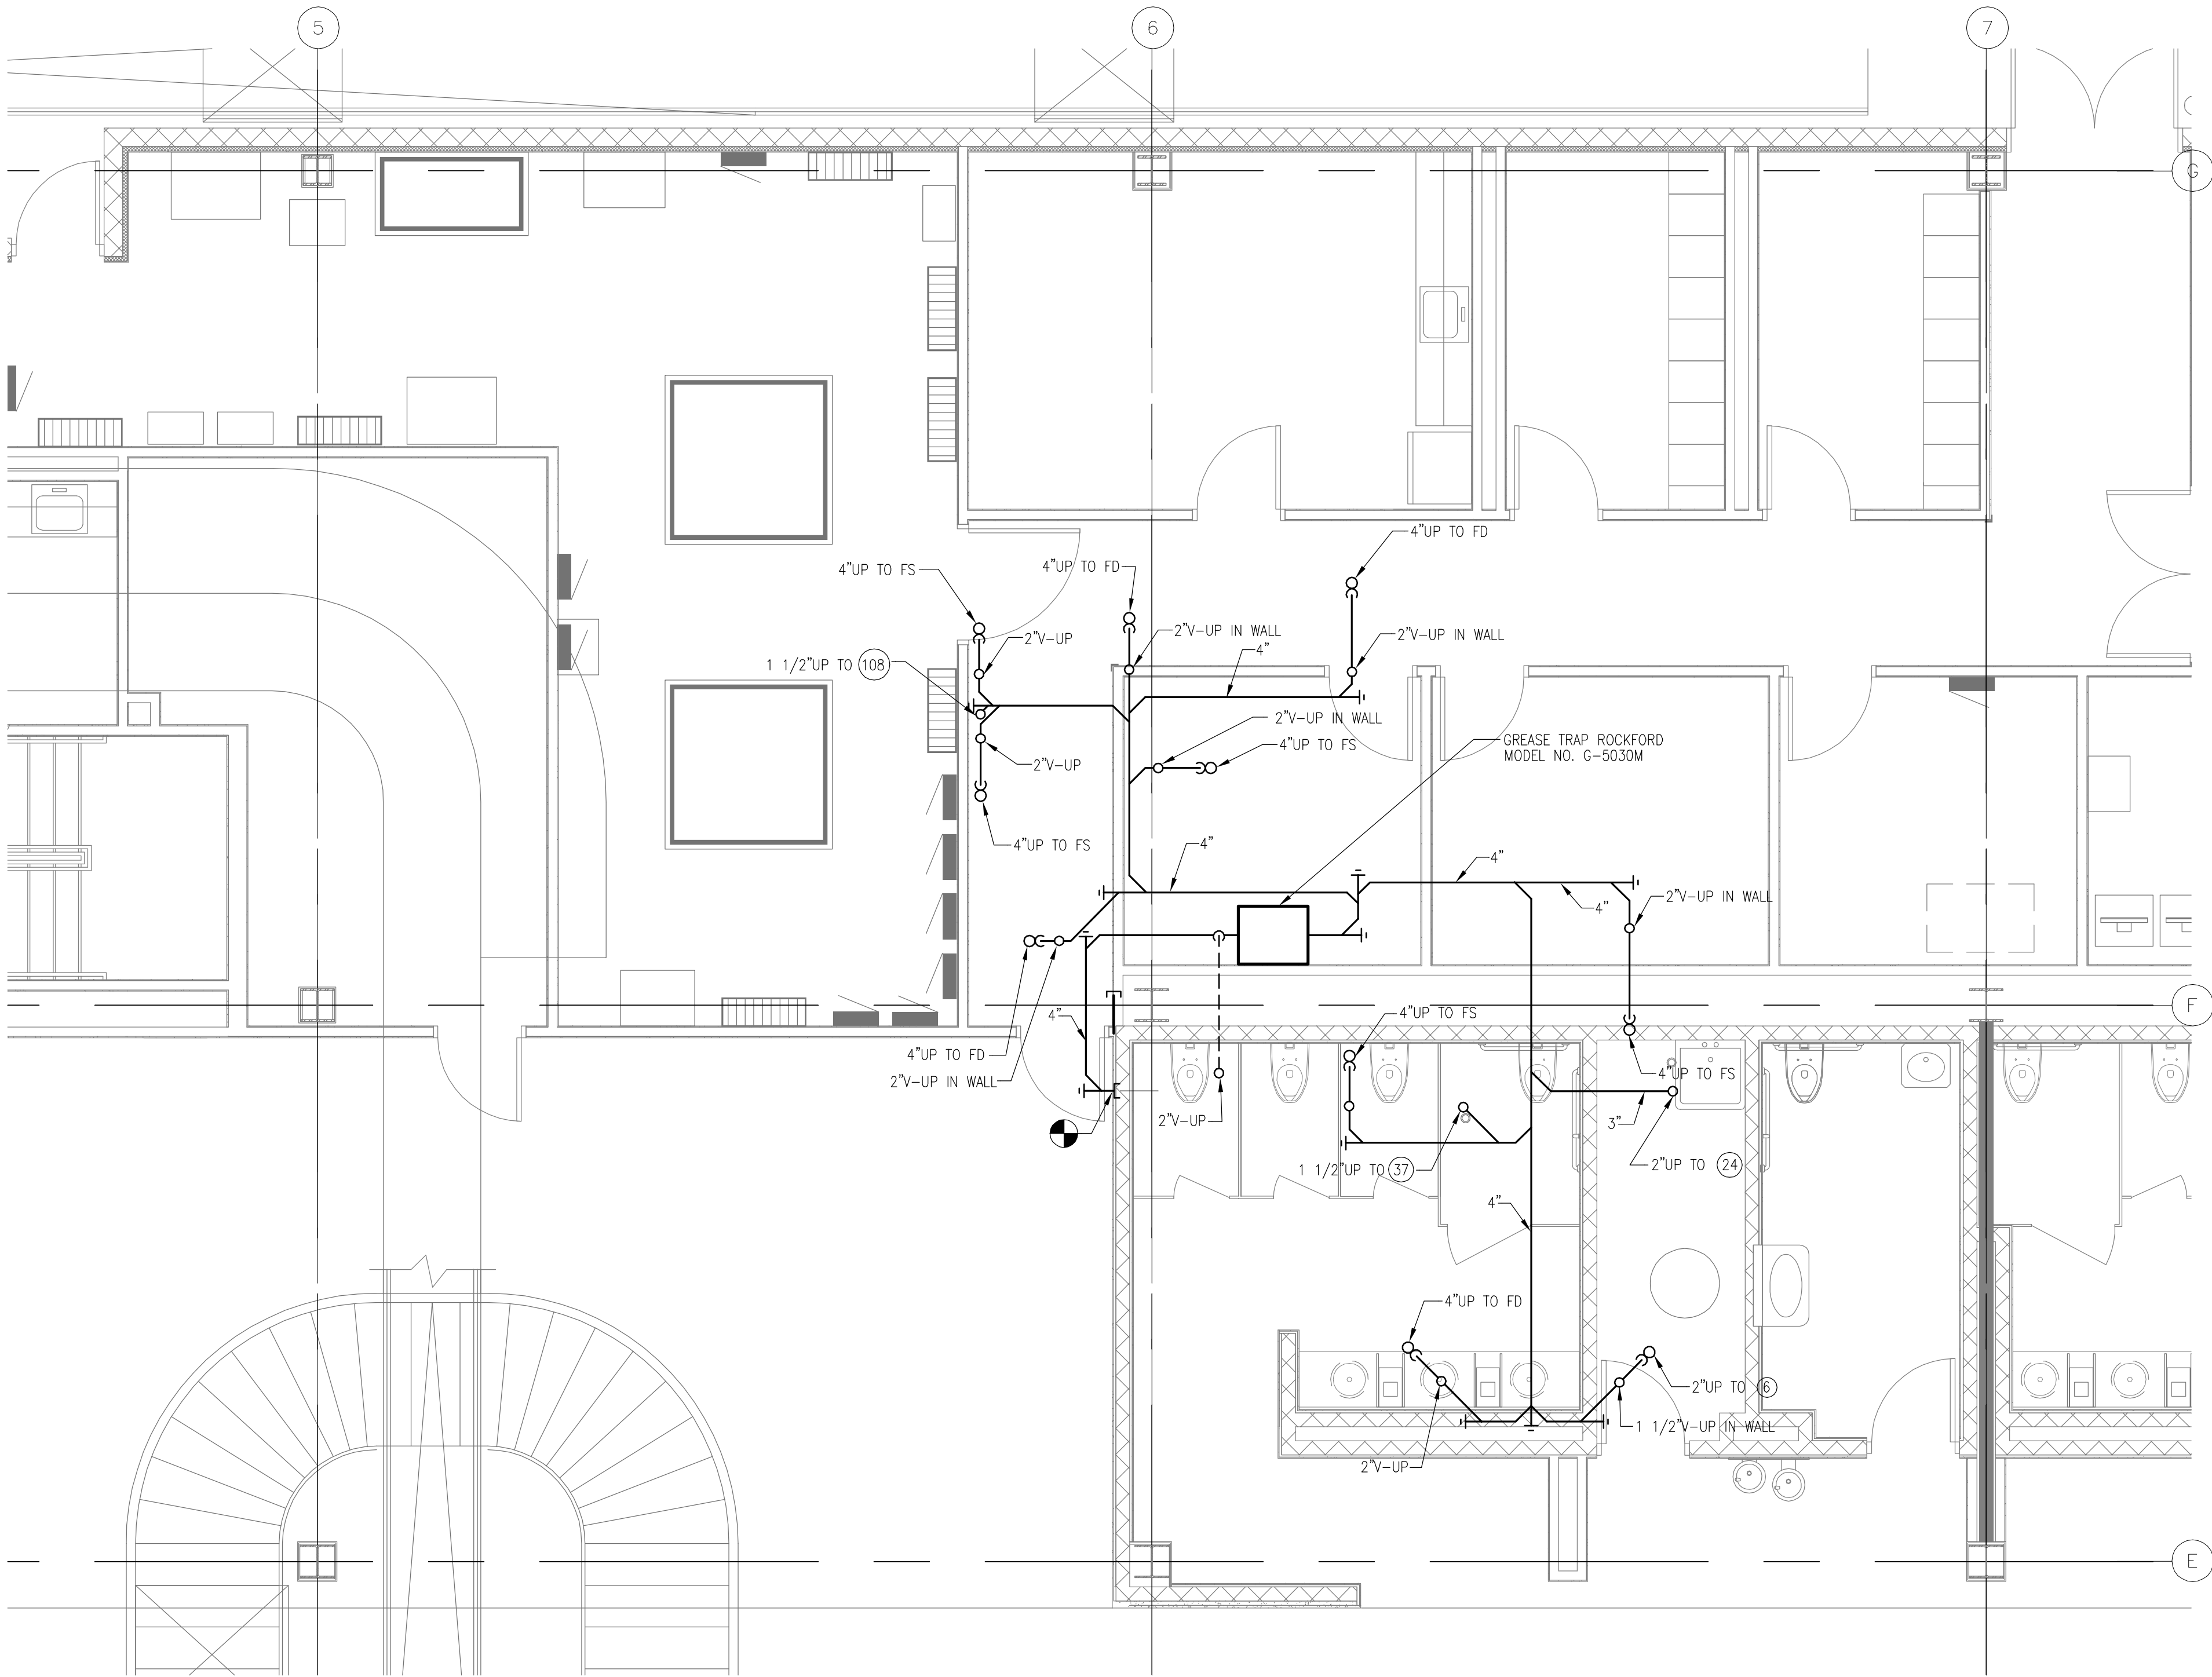 5
6
7
G
4"UP TO FD
4"UP TO FS
4"UP TO FD
2"V-UP
2"V-UP IN WALL
2"V-UP IN WALL
4"
1 1/2"UP TO 108
2"V-UP IN WALL
4"UP TO FS
GREASE TRAP ROCKFORD
MODEL NO. G-5030M
2"V-UP
4"UP TO FS
4"
4"
2"V-UP IN WALL
4"
F
4"
4"UP TO FS
4"UP TO FD
2"V-UP IN WALL
4"UP TO FS
2"V-UP
3"
1 1/2"UP TO 37
2"UP TO 24
4"
4"UP TO FD
2"UP TO 6
1 1/2"V-UP IN WALL
2"V-UP
E